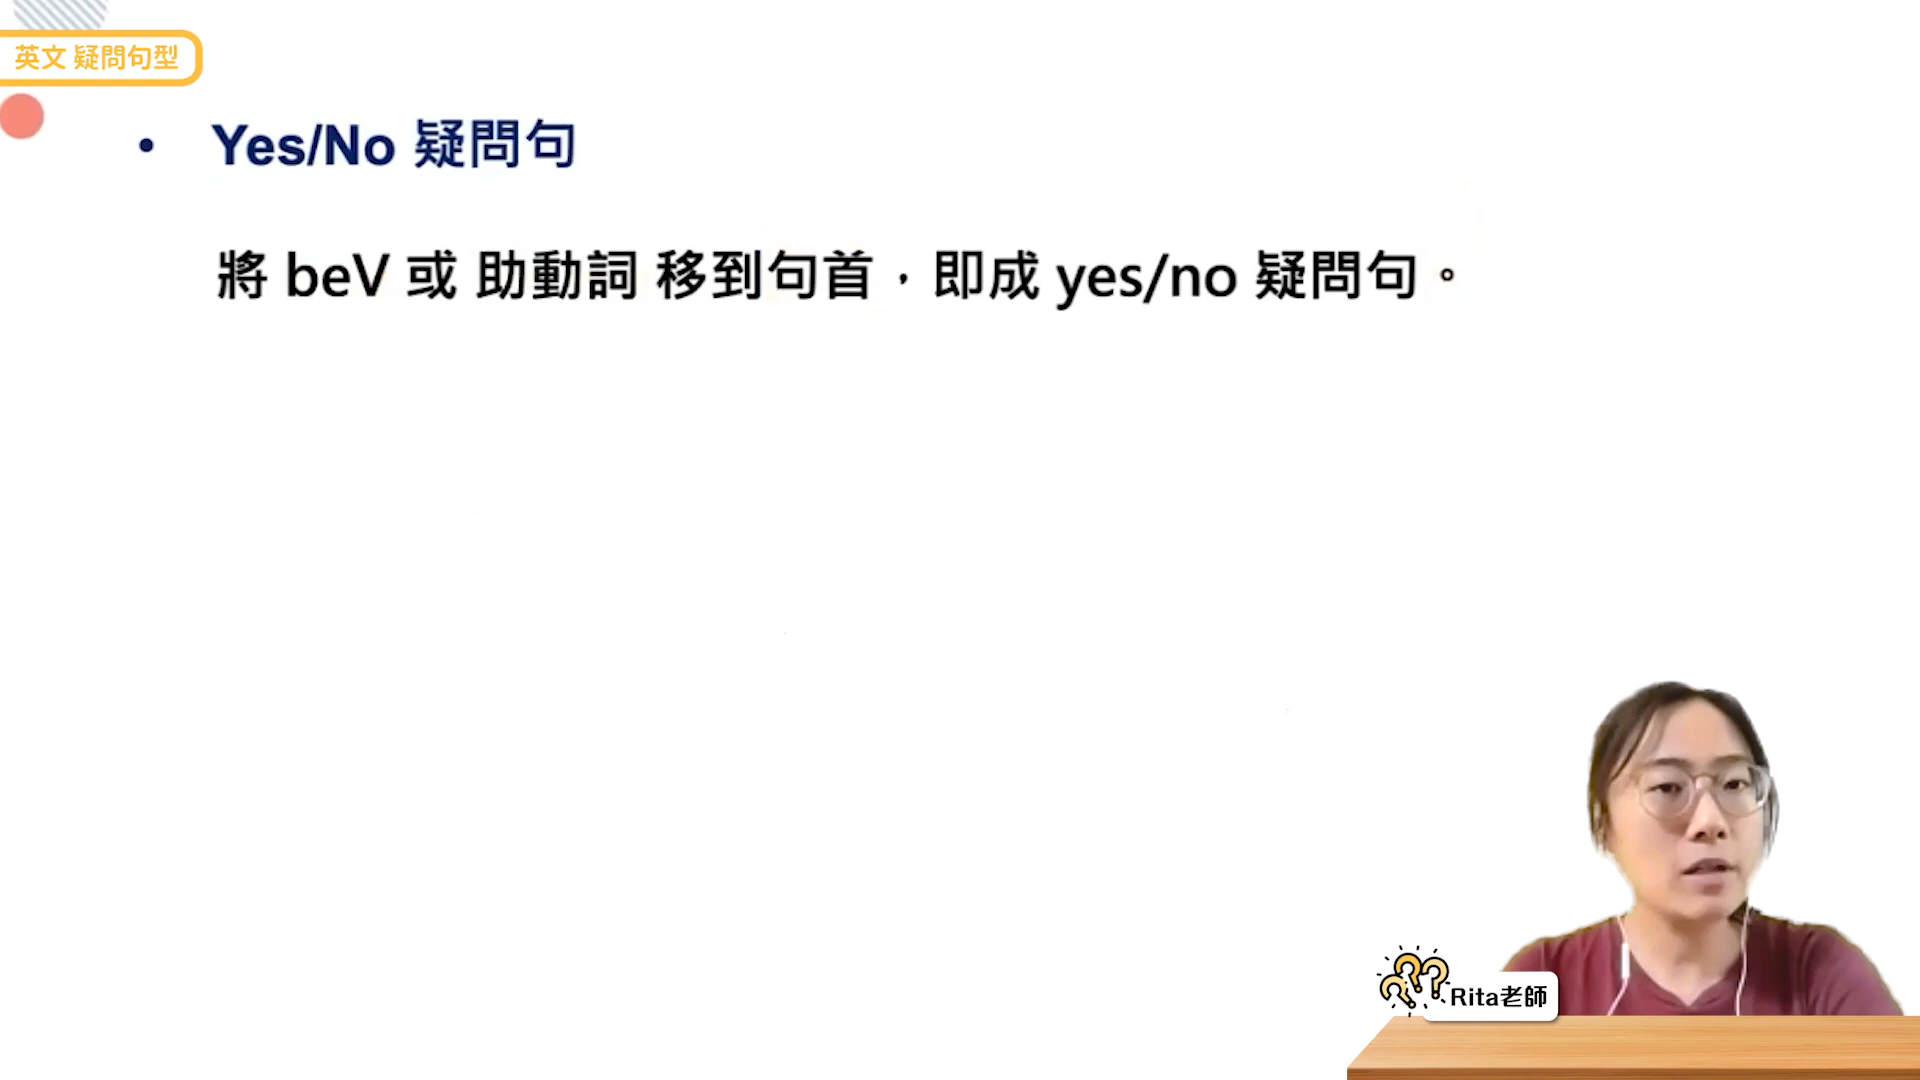 英文 疑問句型
• Yes/No 疑問句
將 beV 或 助動詞 移到句首，即成 yes/no 疑問句。
Rita老師